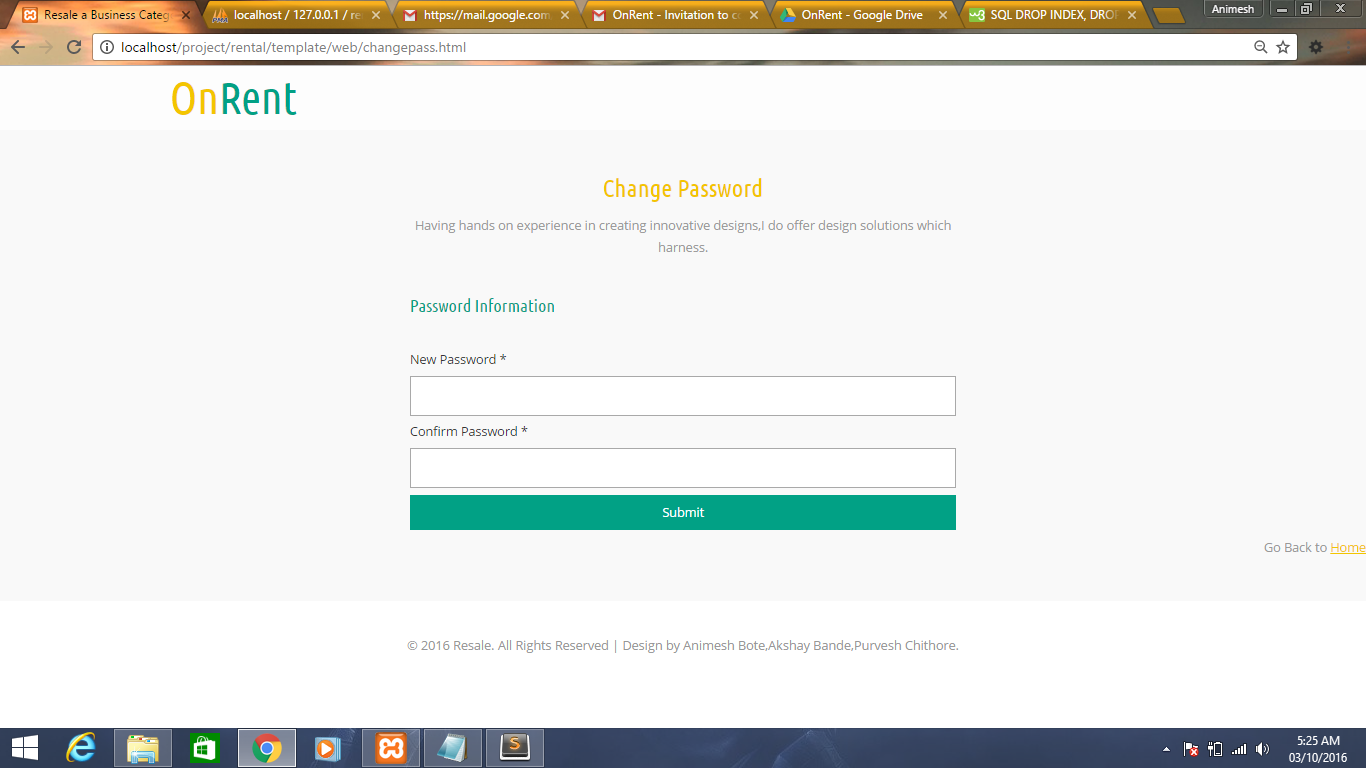 Resale a Business Categ
localhost / 127.0.0.1 / re
https://mail.google.com
OnRent - Invitation to c
OnRent - Google Drive
SQL DROP INDEX, DROP
Animesh
localhost/project/rental/template/web/changepass.html
OnRent
Change Password
Having hands on experience in creating innovative designs,I do offer design solutions which
harness.
Password Information
New Password *
Confirm Password *
Submit
Go Back to Home
© 2016 Resale. All Rights Reserved | Design by Animesh Bote,Akshay Bande,Purvesh Chithore.
5:25 AM
03/10/2016